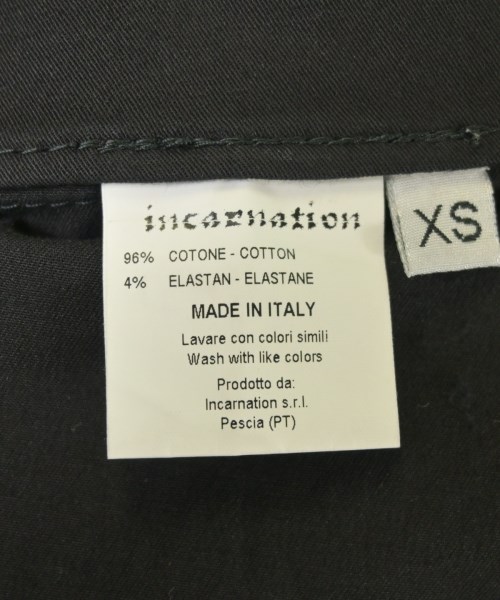 incarnation
96% COTONE - COTTON
4% ELASTAN - ELASTANE
MADE IN ITALY
Lavare con colori simili
Wash with like colors
Prodotto da:
Incarnation s.r.l.
Pescia (PT)
XS